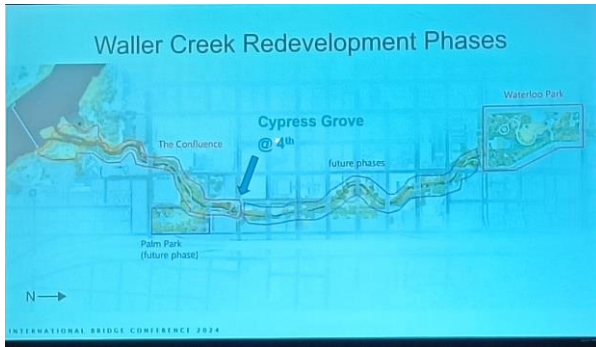 Waller Creek Redevelopment Phases
Waterloo Park
Cypress Grove
@ 4th
The Confluence
future phases
Palm Park
(future phase)
N
INTERNATIONAL BRIDGE CONFERENCE 2024